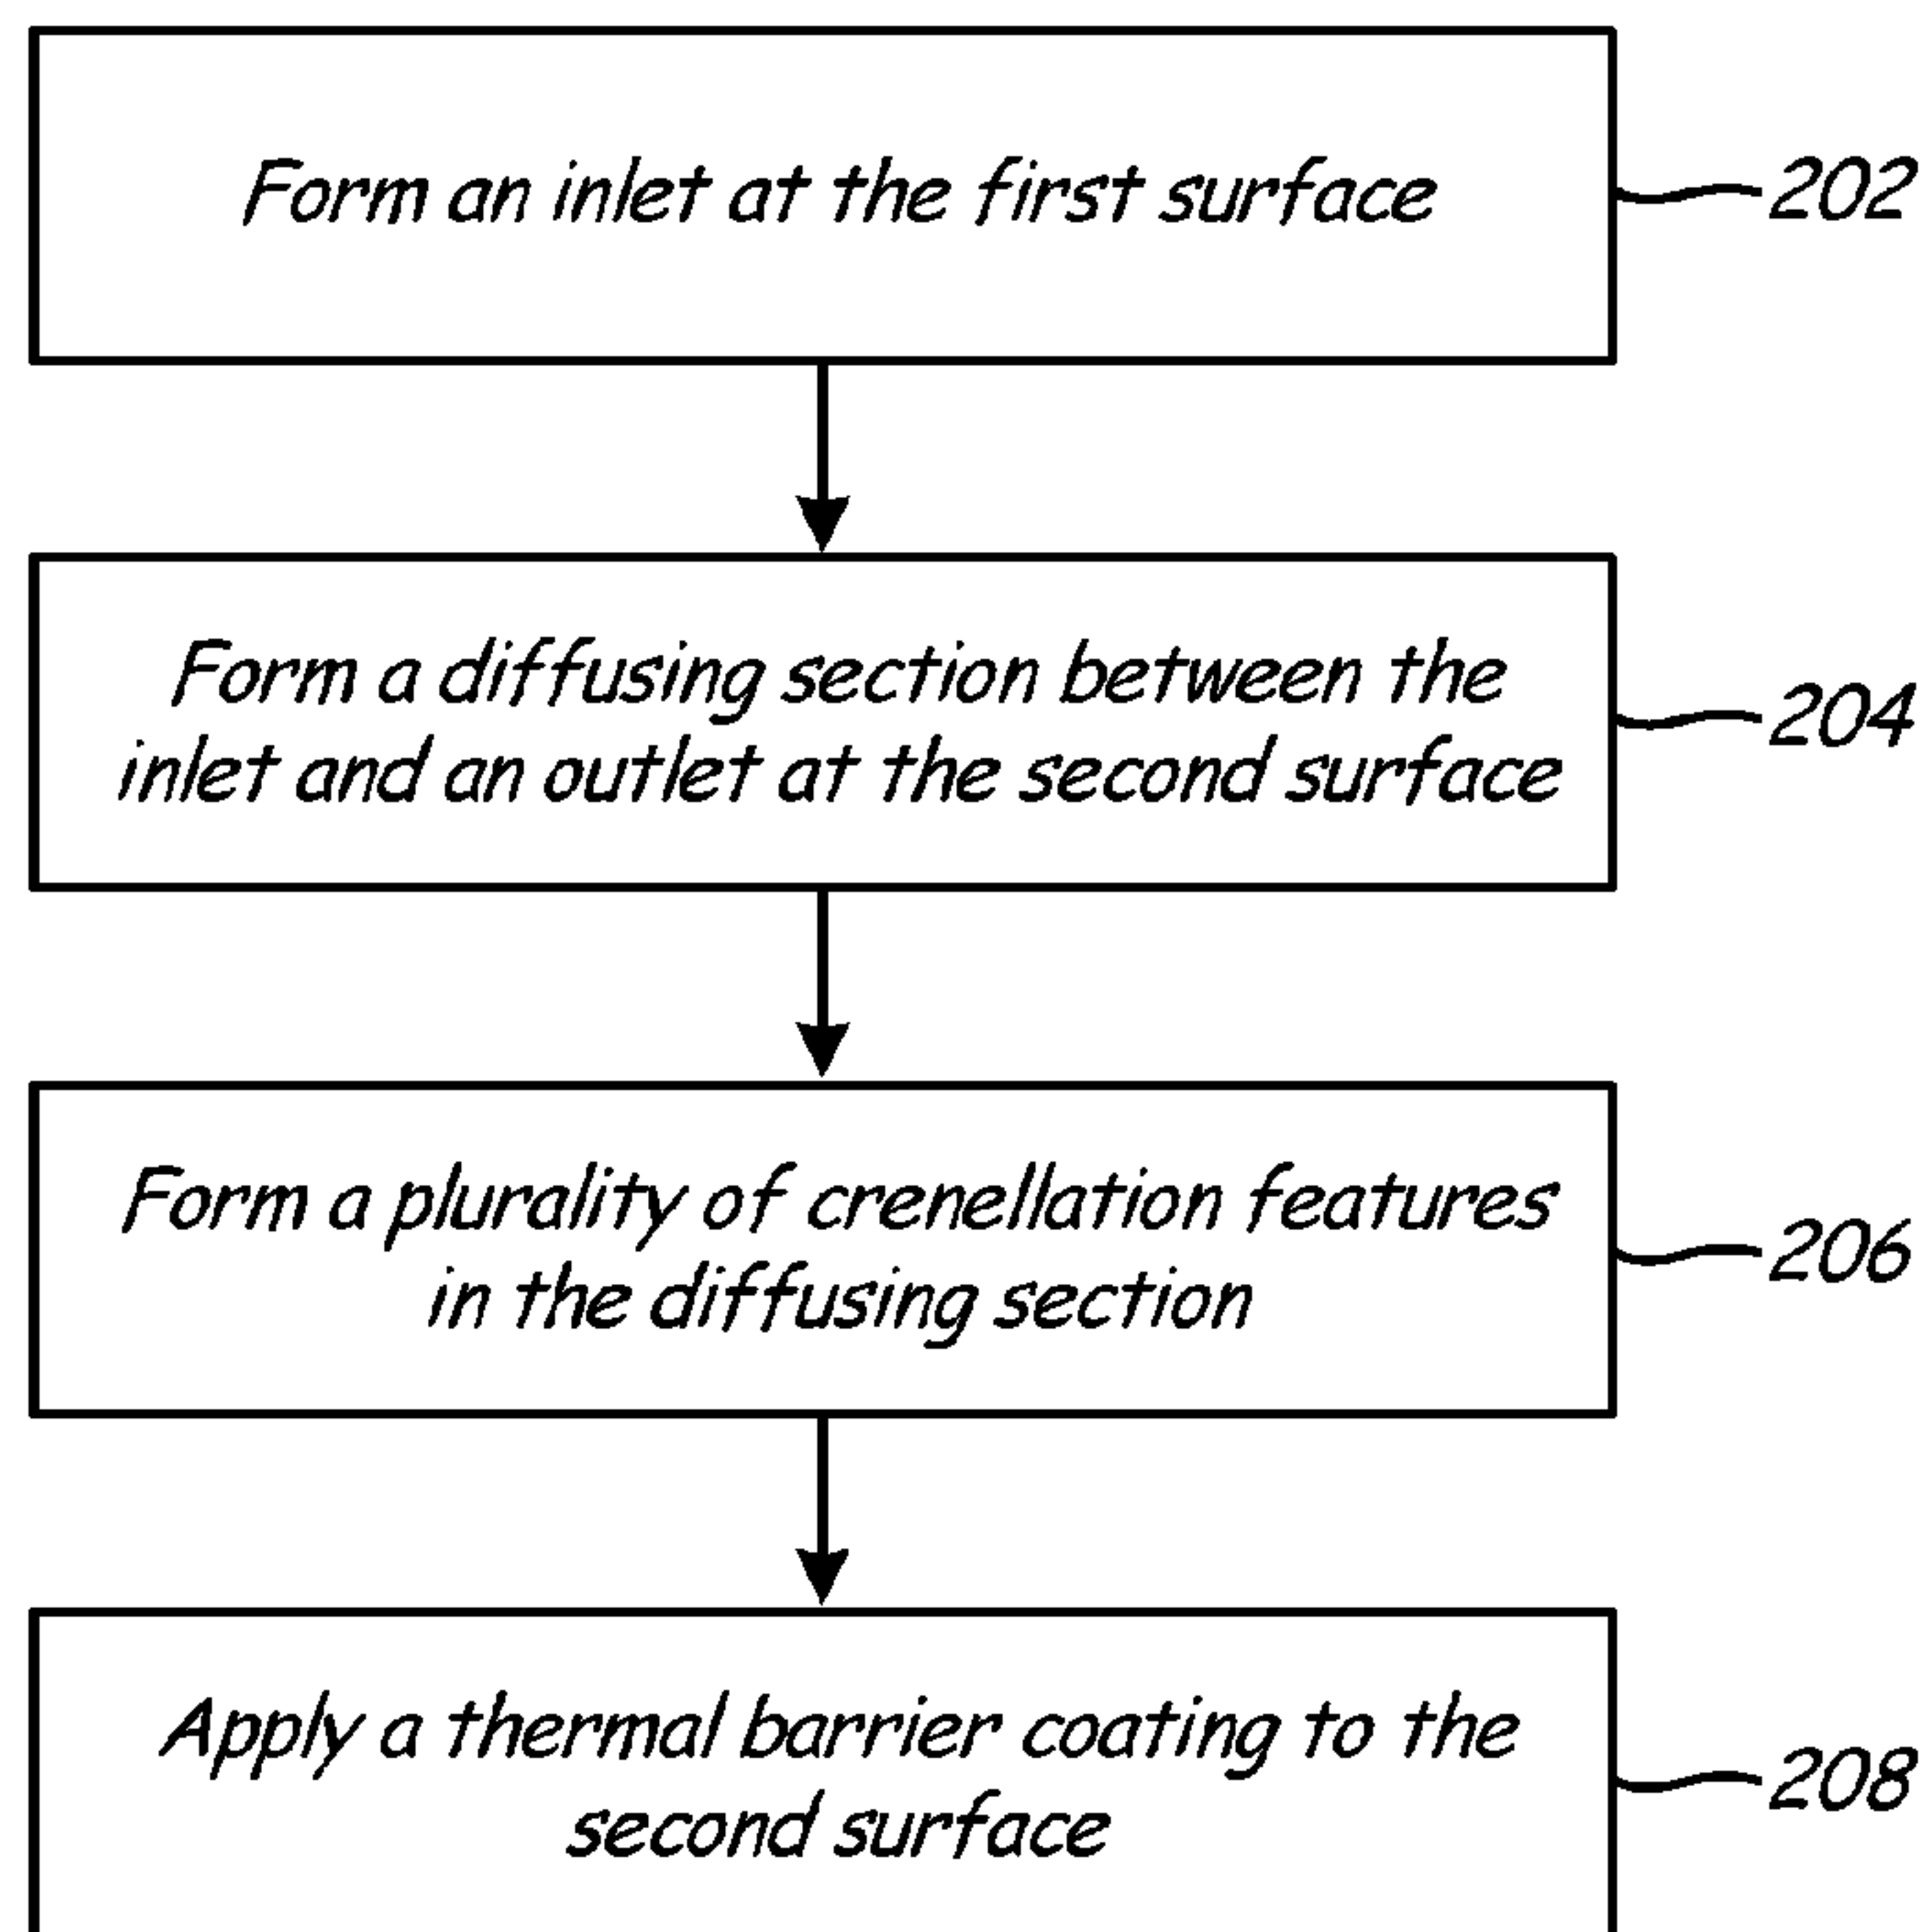 Form an inlet at the first surface
202
Form a diffusing section between the
inlet and an outlet at the second surface
204
Form a plurality of crenellation features
in the diffusing section
206
Apply a thermal barrier coating to the
second surface
208